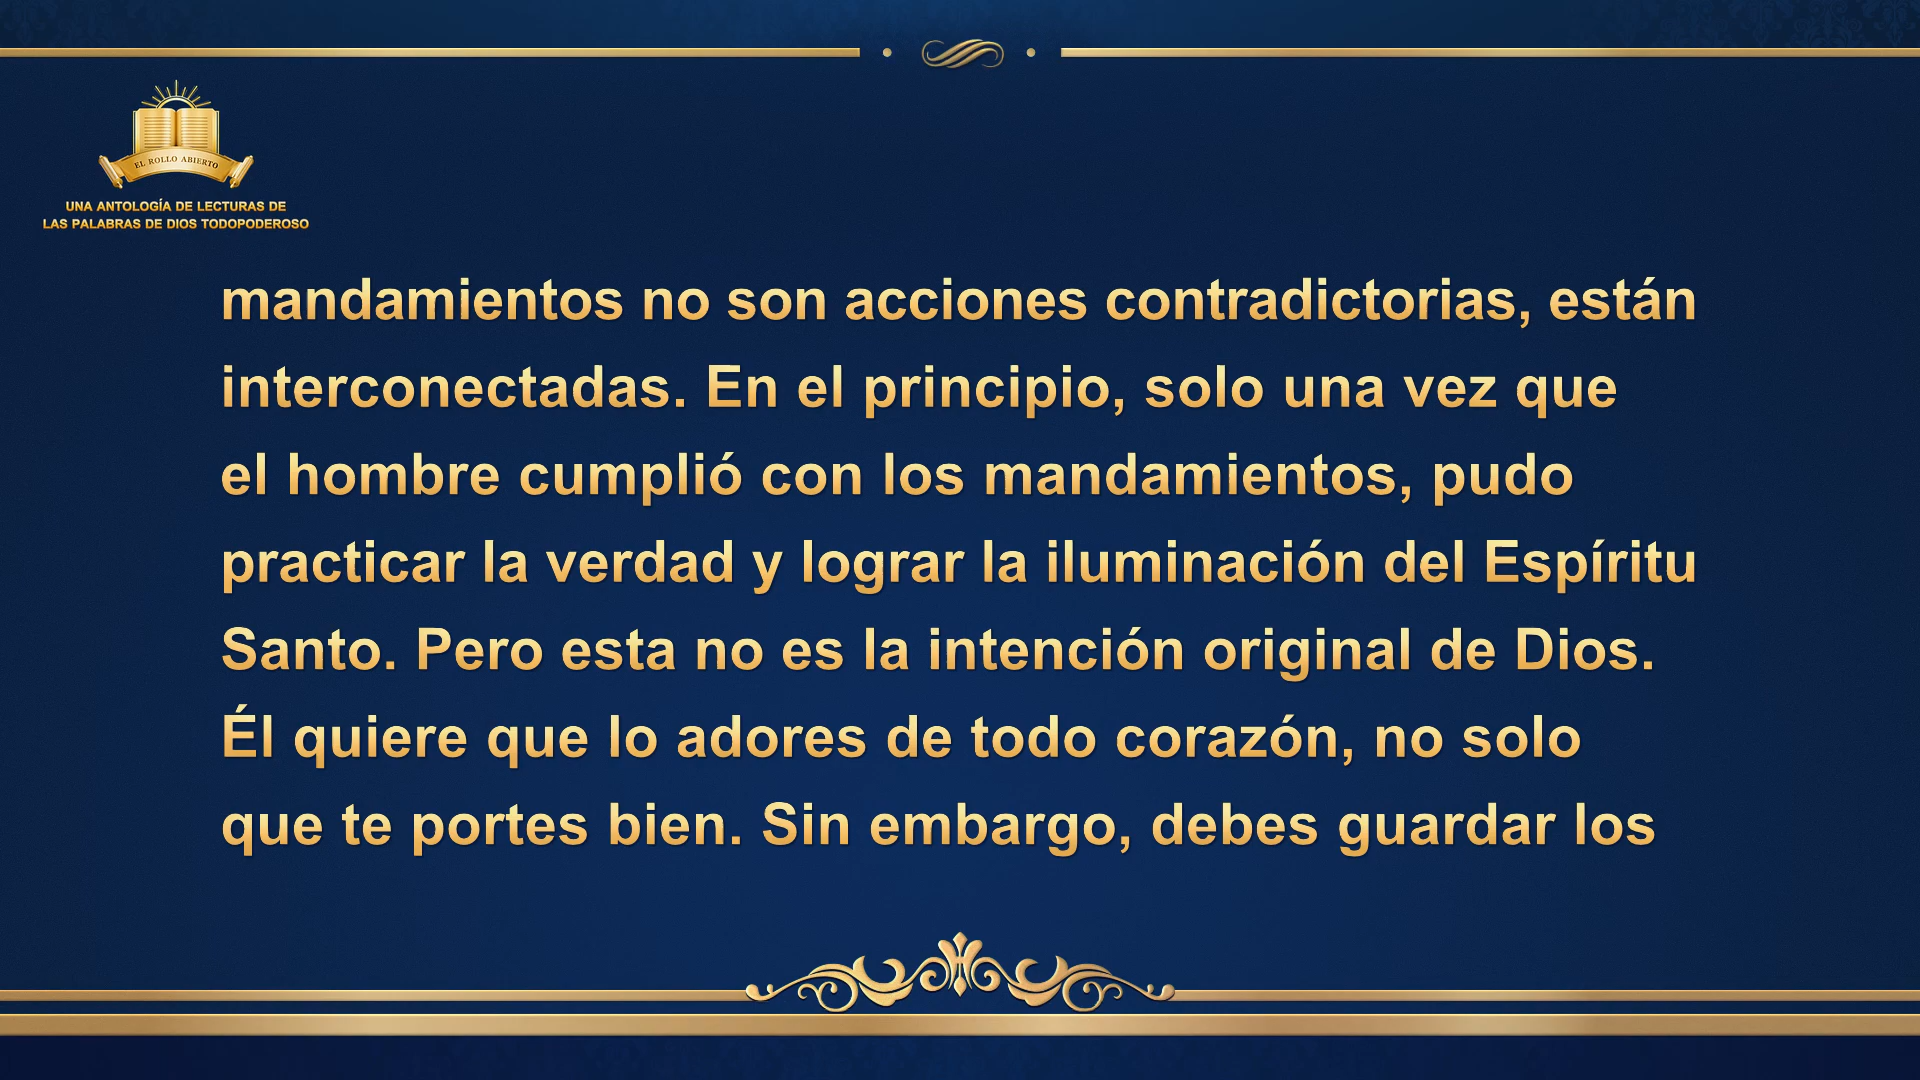 EL ROLLO ABIERTO
UNA ANTOLOGÍA DE LECTURAS DE
LAS PALABRAS DE DIOS TODOPODEROSO
mandamientos no son acciones contradictorias, están
interconectadas. En el principio, solo una vez que
el hombre cumplió con los mandamientos, pudo
practicar la verdad y lograr la iluminación del Espíritu
Santo. Pero esta no es la intención original de Dios.
Él quiere que lo adores de todo corazón, no solo
que te portes bien. Sin embargo, debes guardar los